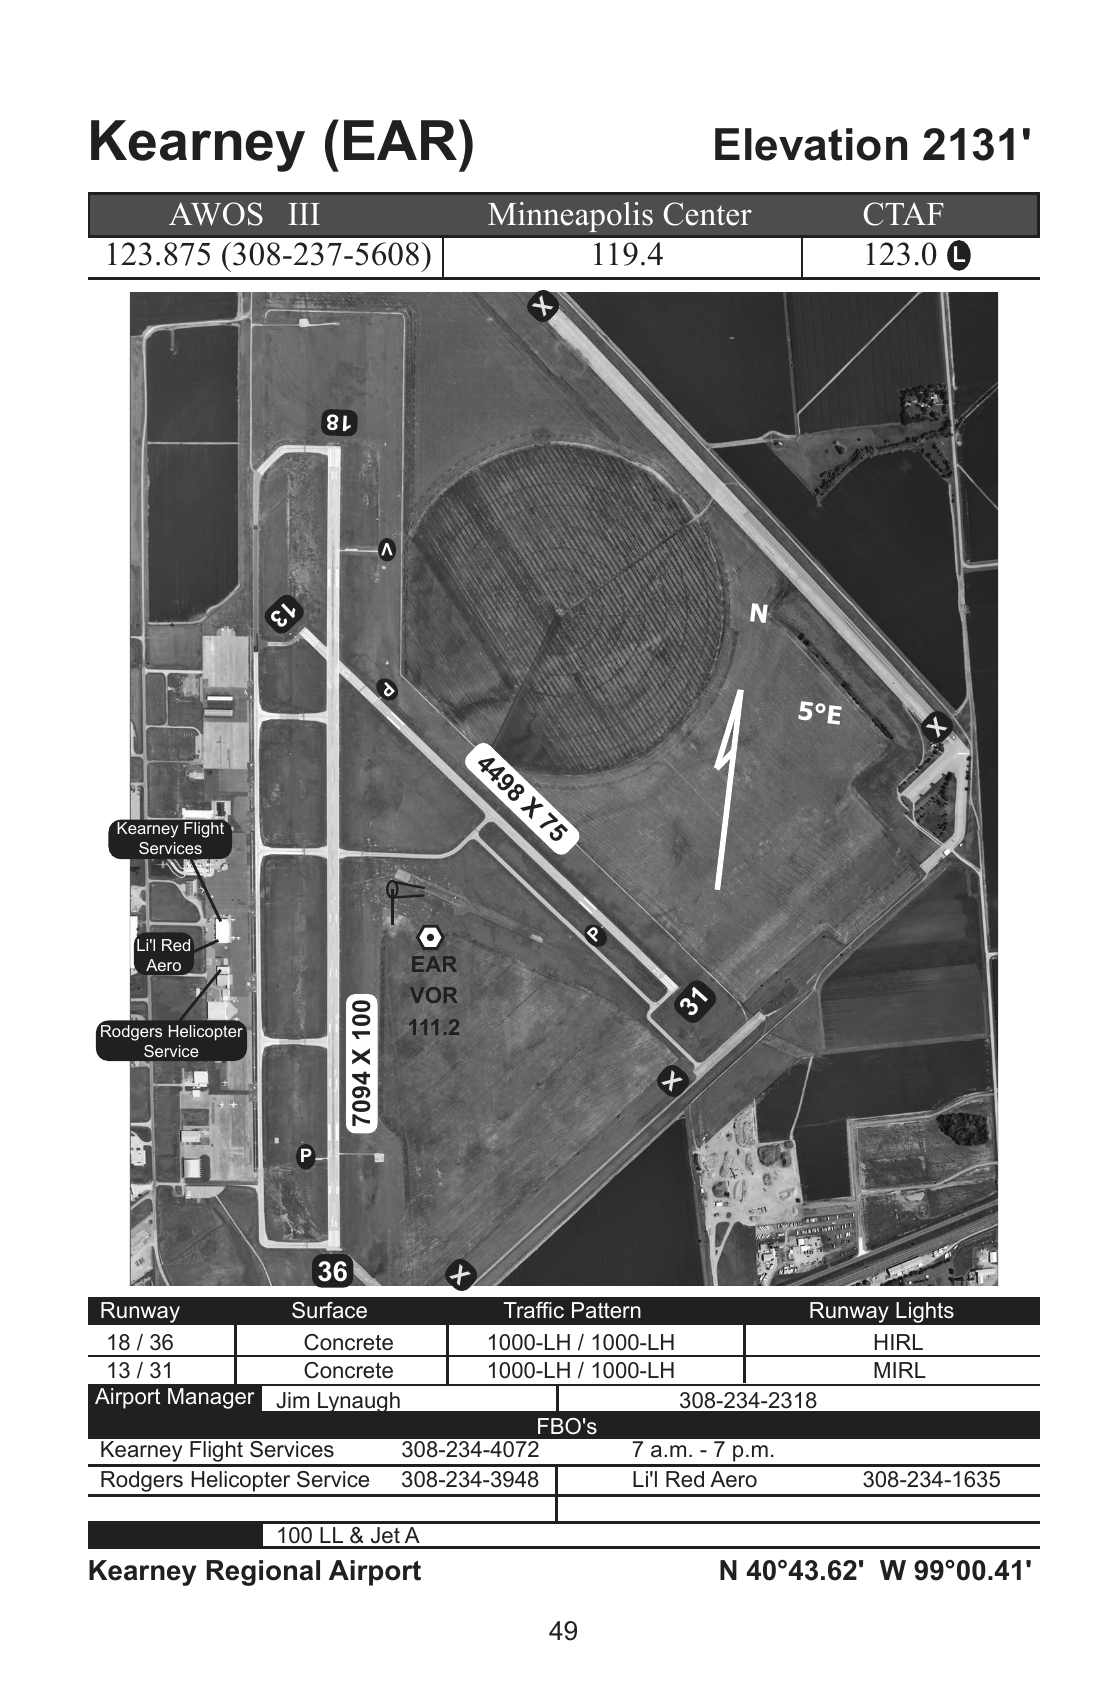 Kearney (EAR) Elevation 2131'
AWOS III Minneapolis Center CTAF
123.875 (308-237-5608) 119.4 123.0 L
X
18
V
13
N
P
5°E
X
4498 X 75
Kearney Flight
Services
P
Li'l Red
Aero
EAR
VOR
111.2
31
7094 X 100
Rodgers Helicopter
Service
X
P
36
X
Runway Surface Traffic Pattern Runway Lights
18 / 36 Concrete 1000-LH / 1000-LH HIRL
13 / 31 Concrete 1000-LH / 1000-LH MIRL
Airport Manager Jim Lynaugh 308-234-2318
FBO's
Kearney Flight Services 308-234-4072 7 a.m. - 7 p.m.
Rodgers Helicopter Service 308-234-3948 Li'l Red Aero 308-234-1635
100 LL & Jet A
Kearney Regional Airport N 40°43.62' W 99°00.41'
49